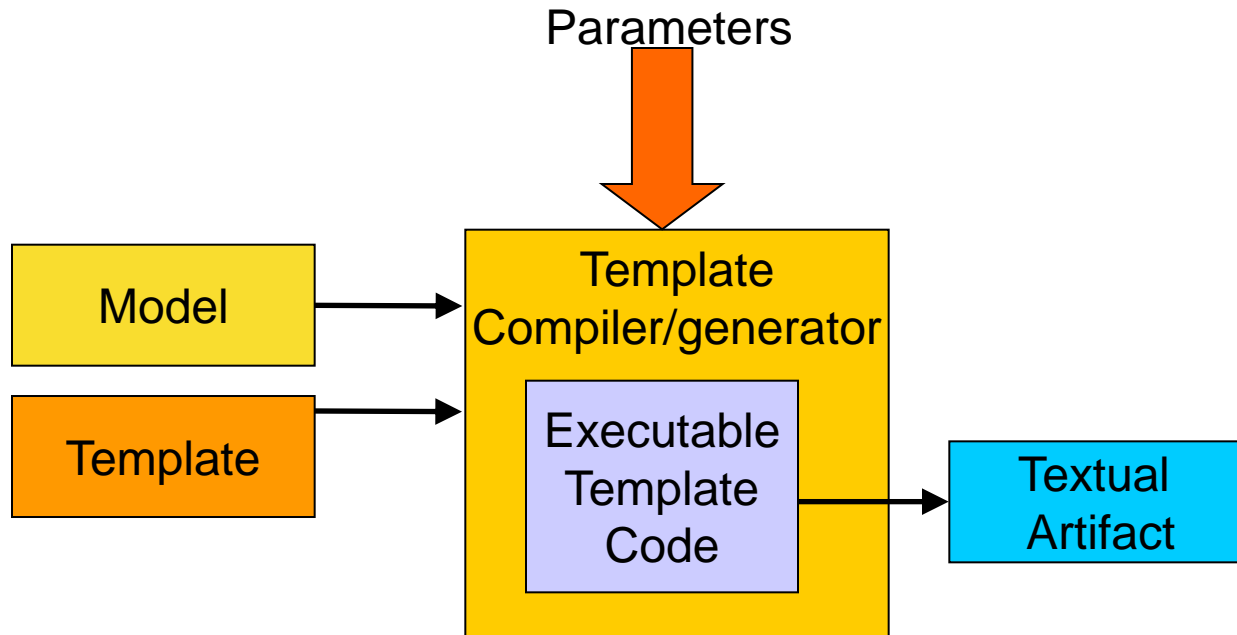 Parameters
Model
Template
Template
Compiler/generator
Executable
Template
Code
Textual
Artifact